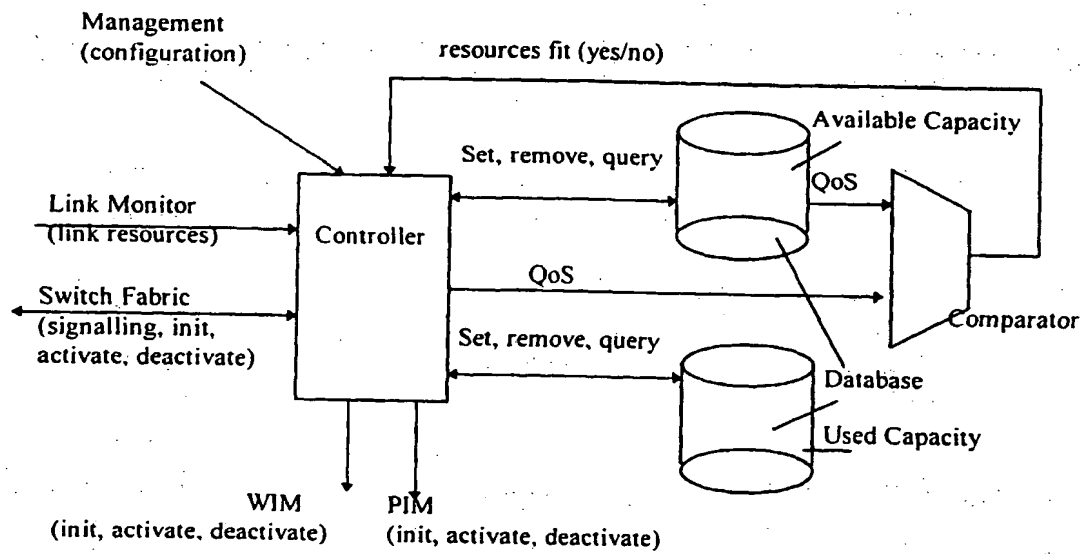 Management
(configuration)
resources fit (yes/no)
Available Capacity
Set, remove, query
QoS
Link Monitor
(link resources)
Controller
QoS
Switch Fabric
(signalling, init,
activate, deactivate)
Comparator
Set, remove, query
Database
Used Capacity
WIM
(init, activate, deactivate)
PIM
(init, activate, deactivate)